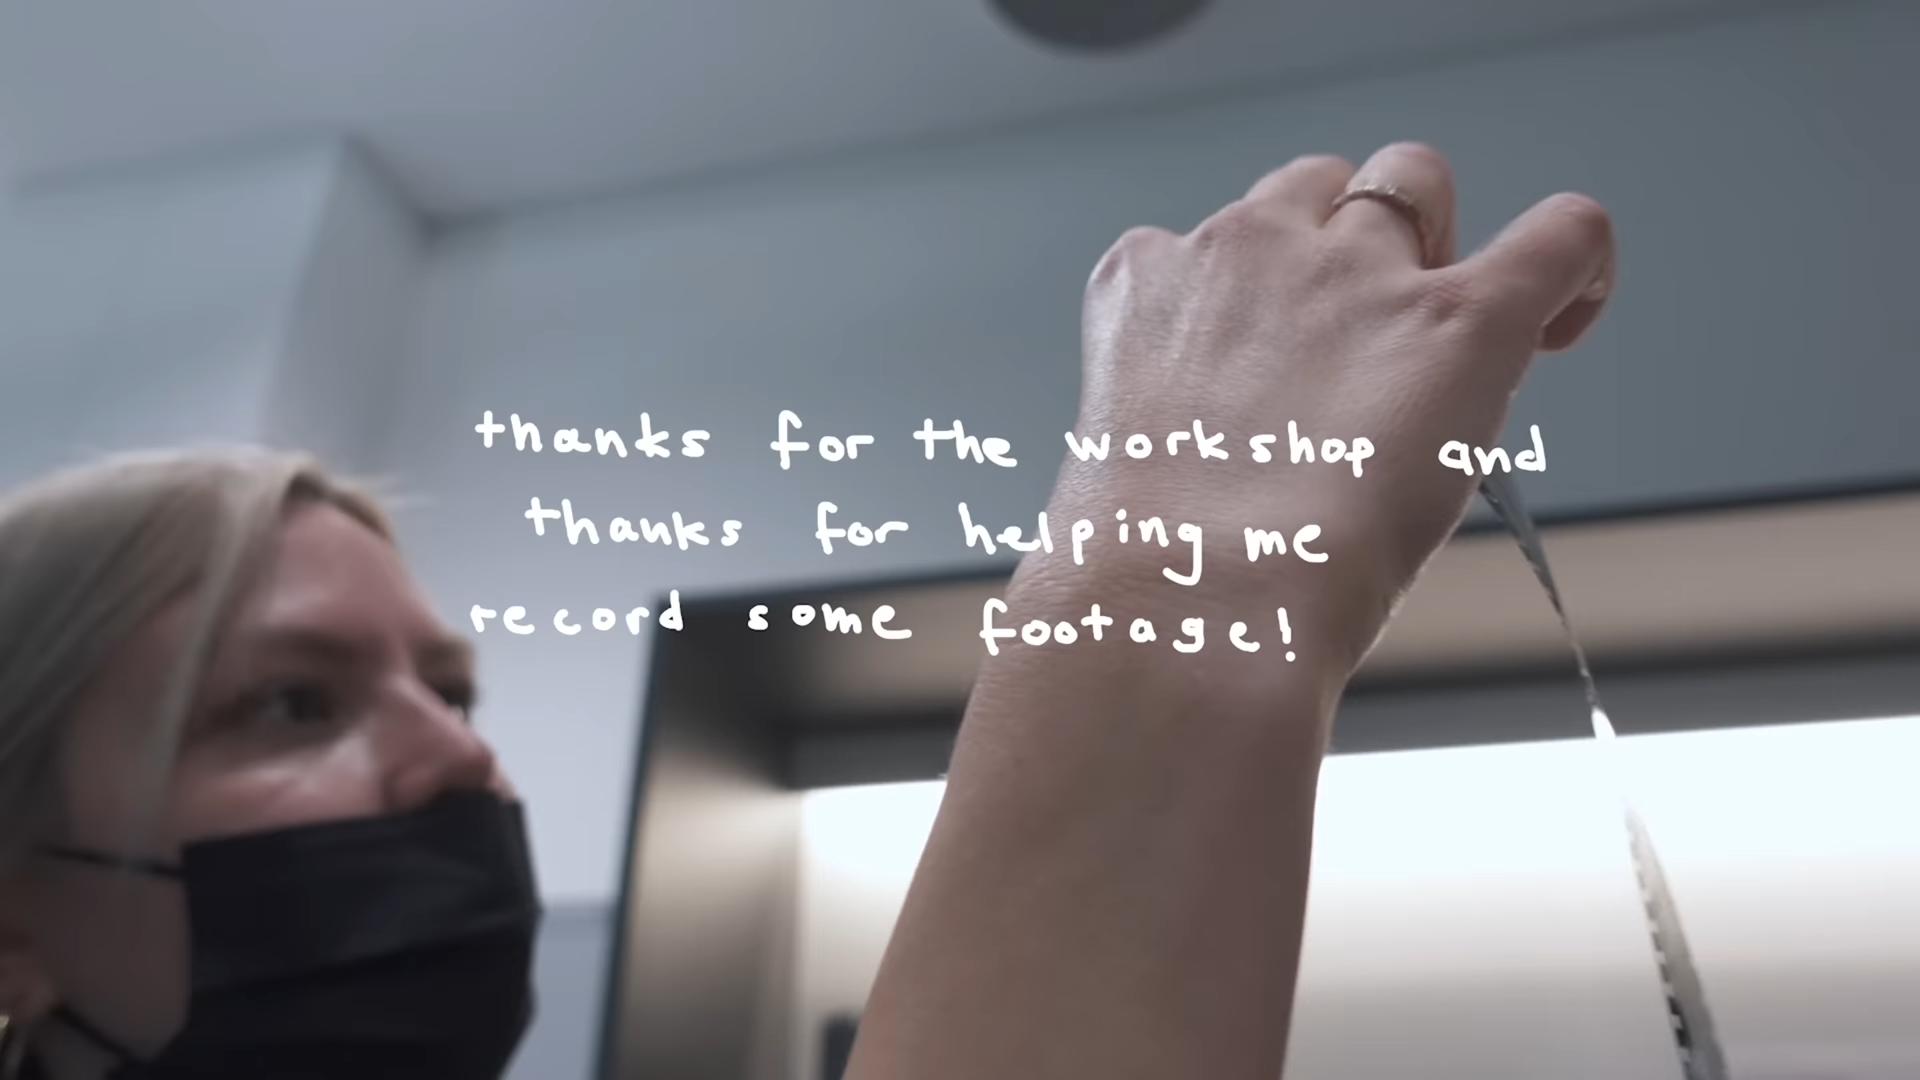 thanks for the workshop and
thanks for helping me
record some footage!